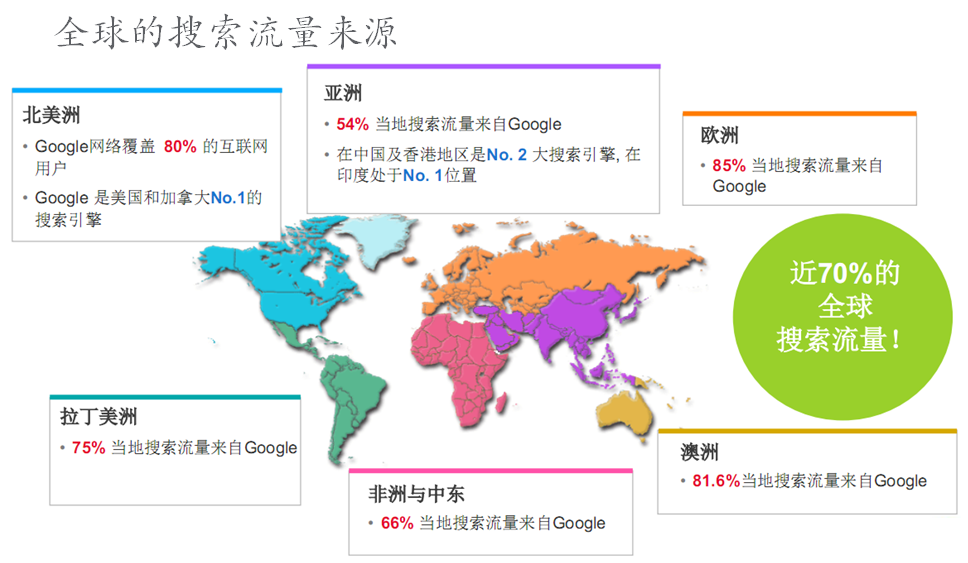 全球的搜索流量来源
北美洲
• Google网络覆盖 80% 的互联网
用户
• Google 是美国和加拿大No.1的
搜索引擎
亚洲
• 54% 当地搜索流量来自Google
• 在中国及香港地区是No. 2 大搜索引擎, 在
印度处于No. 1位置
欧洲
• 85% 当地搜索流量来自
Google
近70%的
全球
搜索流量！
拉丁美洲
• 75% 当地搜索流量来自Google
非洲与中东
• 66% 当地搜索流量来自Google
澳洲
• 81.6%当地搜索流量来自Google